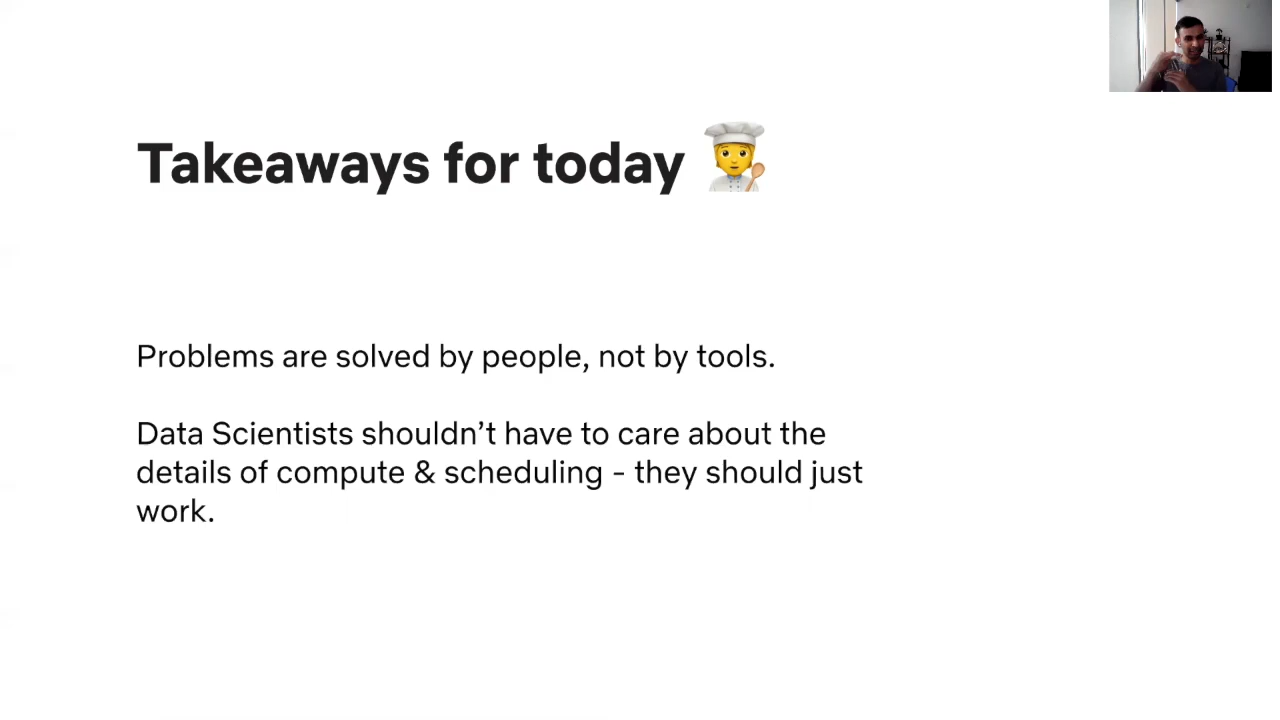 Takeaways for today
Problems are solved by people, not by tools.
Data Scientists shouldn’t have to care about the
details of compute & scheduling - they should just
work.